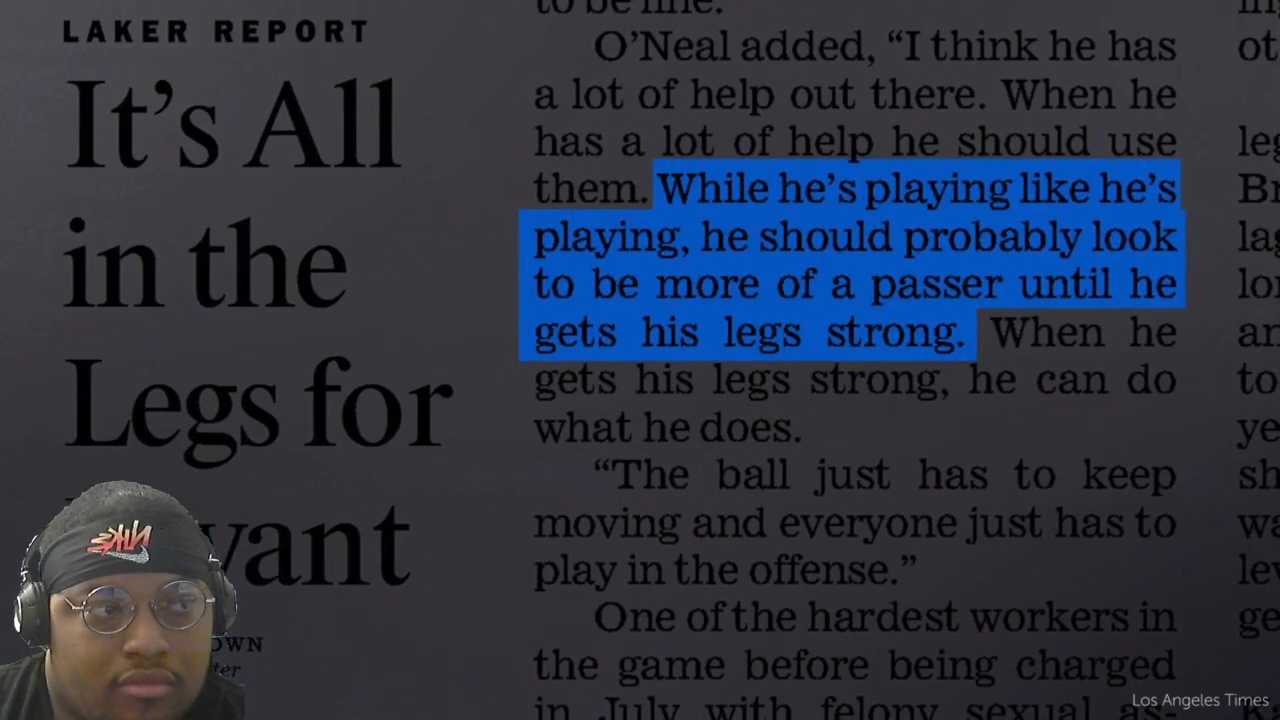 LAKER REPORT
It's All
in the
Legs for
to be fine.
O'Neal added, “I think he has
a lot of help out there. When he
has a lot of help he should use
them. While he's playing like he's
playing, he should probably look
to be more of a passer until he
gets his legs strong. When he
gets his legs strong, he can do
what he does.
“The ball just has to keep
moving and everyone just has to
play in the offense.”
One of the hardest workers in
the game before being charged
in July with felony sexual as-
Los Angeles Times